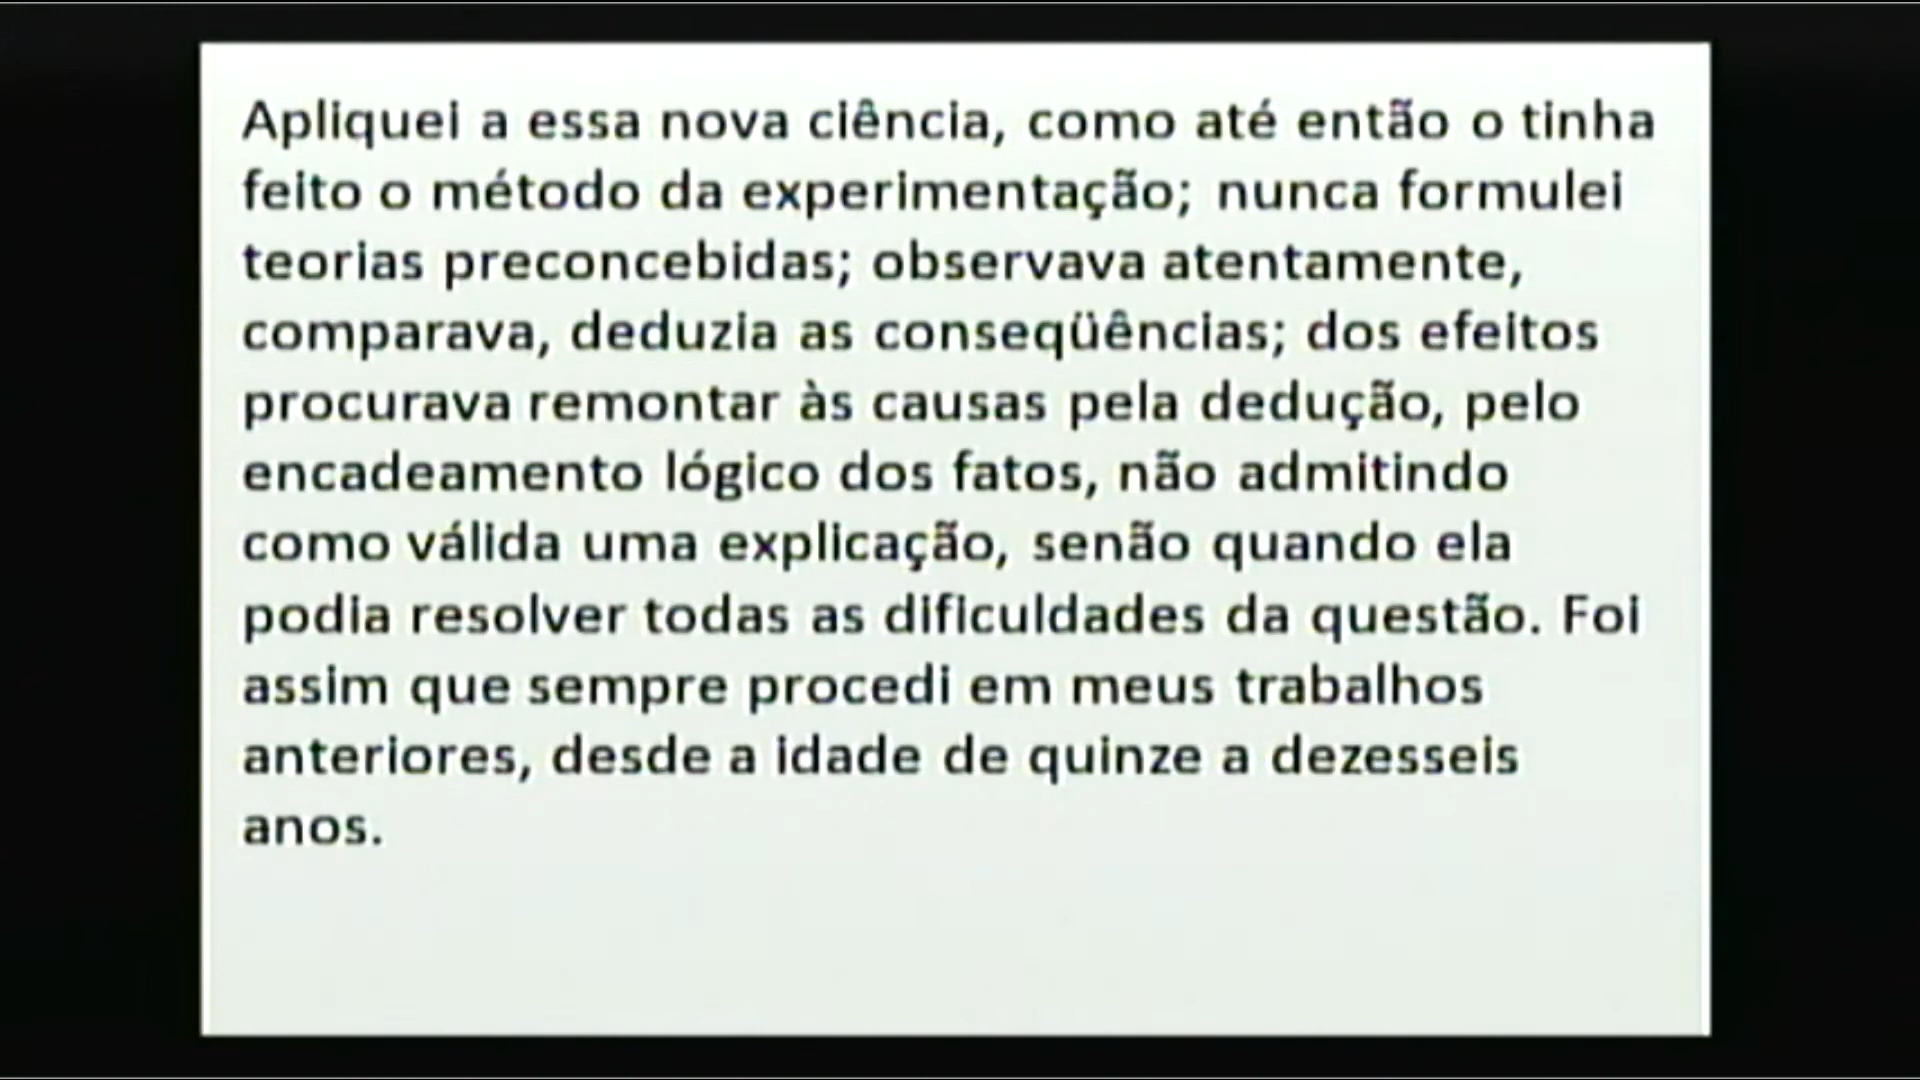 Apliquei a essa nova ciência, como até então o tinha
feito o método da experimentação; nunca formulei
teorias preconcebidas; observava atentamente,
comparava, deduzia as conseqüências; dos efeitos
procurava remontar às causas pela dedução, pelo
encadeamento lógico dos fatos, não admitindo
como válida uma explicação, senão quando ela
podia resolver todas as dificuldades da questão. Foi
assim que sempre procedi em meus trabalhos
anteriores, desde a idade de quinze a dezesseis
anos.